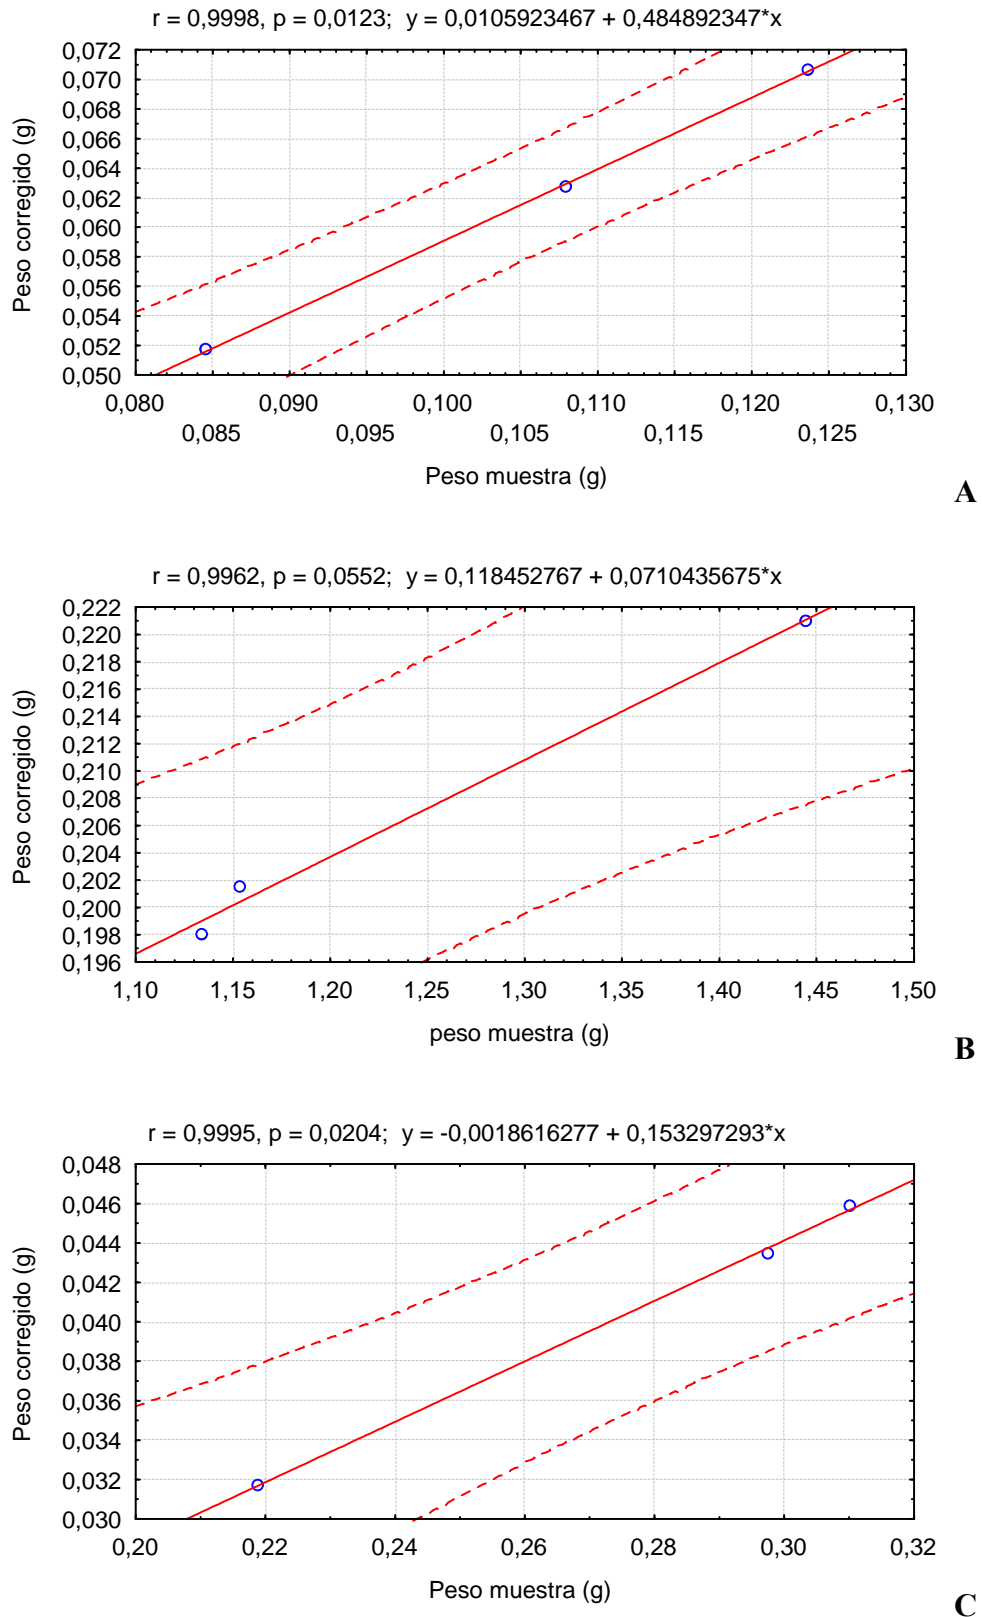 r = 0,9998, p = 0,0123;  y = 0,0105923467 + 0,484892347*x
0,072
0,070
0,068
0,066
0,064
0,062
0,060
0,058
0,056
0,054
0,052
0,050
Peso corregido (g)
0,080 0,090 0,100 0,110 0,120 0,130
0,085 0,095 0,105 0,115 0,125
Peso muestra (g)
A
r = 0,9962, p = 0,0552;  y = 0,118452767 + 0,0710435675*x
0,222
0,220
0,218
0,216
0,214
0,212
0,210
0,208
0,206
0,204
0,202
0,200
0,198
0,196
Peso corregido (g)
1,10 1,15 1,20 1,25 1,30 1,35 1,40 1,45 1,50
peso muestra (g)
B
r = 0,9995, p = 0,0204;  y = -0,0018616277 + 0,153297293*x
0,048
0,046
0,044
0,042
0,040
0,038
0,036
0,034
0,032
0,030
Peso corregido (g)
0,20 0,22 0,24 0,26 0,28 0,30 0,32
Peso muestra (g)
C